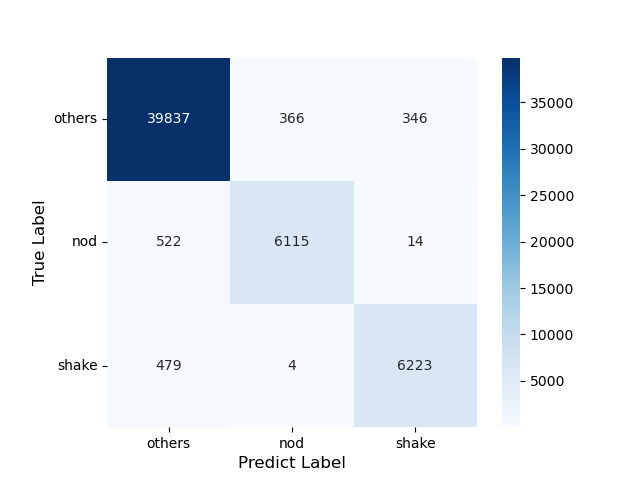 others 39837 366 346
nod 522 6115 14
shake 479 4 6223
others nod shake
Predict Label
True Label
35000
30000
25000
20000
15000
10000
5000